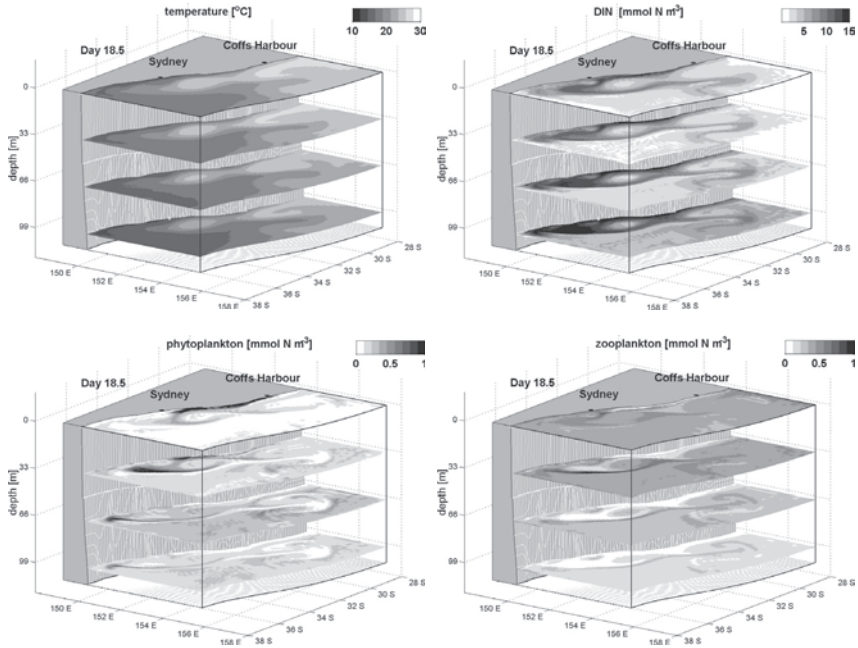 temperature [°C]
10 20 30
Day 18.5
Coffs Harbour
Sydney
0
33
66
99
depth [m]
150 E
152 E
154 E
156 E
158 E
38 S
36 S
34 S
32 S
30 S
28 S
DIN [mmol N m³]
5 10 15
Day 18.5
Coffs Harbour
Sydney
0
33
66
99
depth [m]
150 E
152 E
154 E
156 E
158 E
38 S
36 S
34 S
32 S
30 S
28 S
phytoplankton [mmol N m³]
0 0.5 1
Day 18.5
Coffs Harbour
Sydney
0
33
66
99
depth [m]
150 E
152 E
154 E
156 E
158 E
38 S
36 S
34 S
32 S
30 S
28 S
zooplankton [mmol N m³]
0 0.5 1
Day 18.5
Coffs Harbour
Sydney
0
33
66
99
depth [m]
150 E
152 E
154 E
156 E
158 E
38 S
36 S
34 S
32 S
30 S
28 S